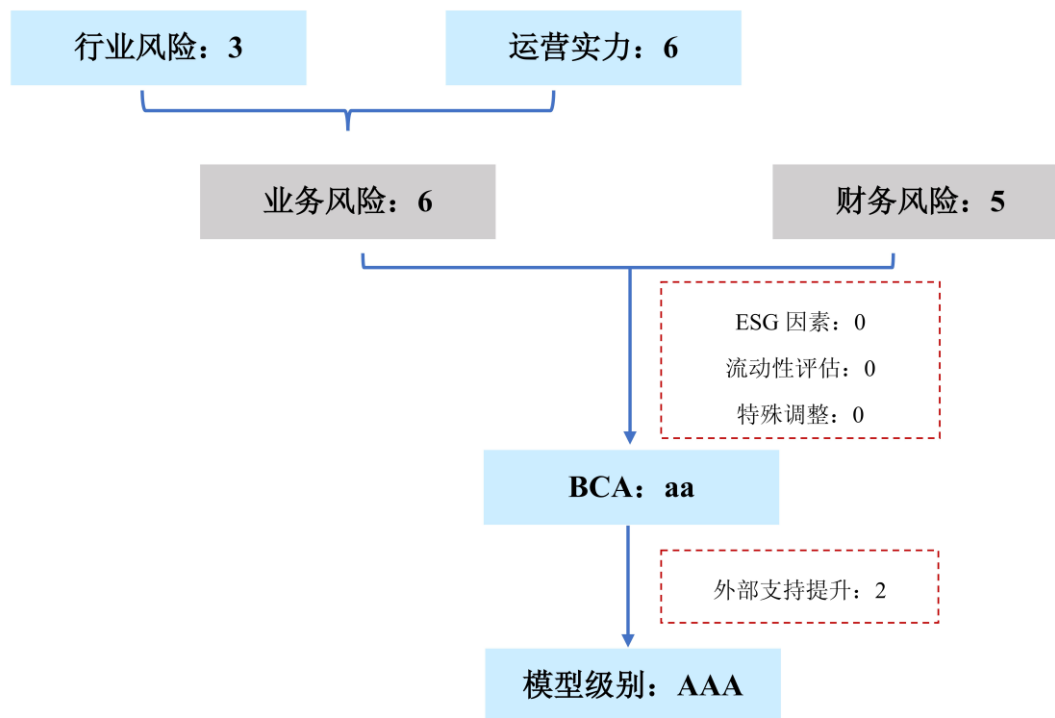 行业风险：3
运营实力：6
业务风险：6
财务风险：5
ESG 因素：0
流动性评估：0
特殊调整：0
BCA：aa
外部支持提升：2
模型级别：AAA